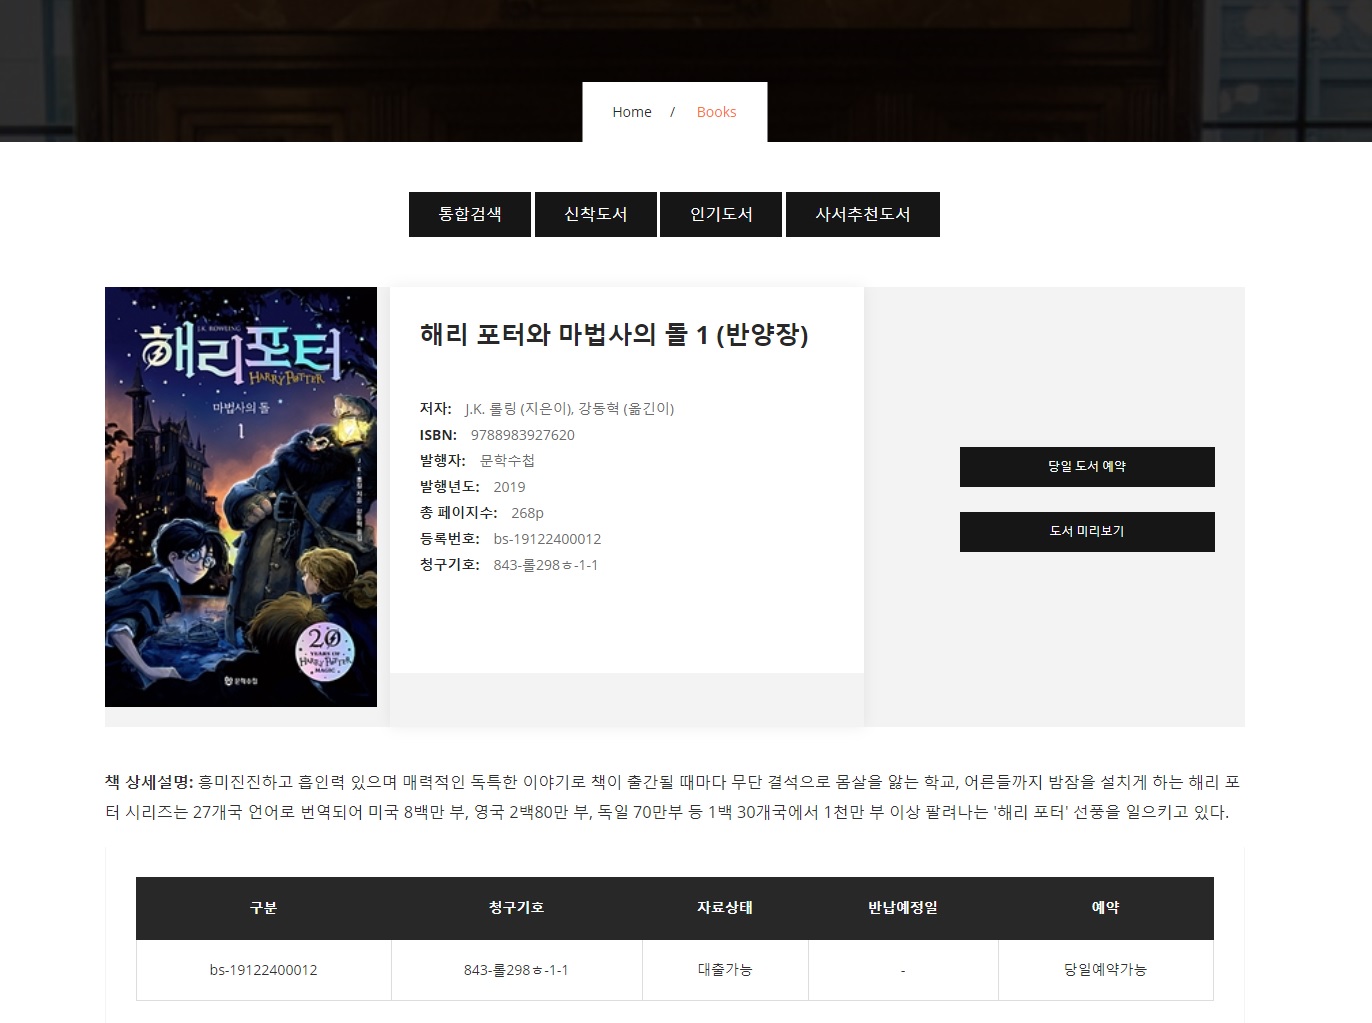 Home / Books
통합검색 신착도서 인기도서 사서추천도서
J.K. ROWLING
해리포터
HARRY POTTER
마법사의 돌
1
J.K. 롤링 지음
강동혁 옮김
20
YEARS OF
HARRY POTTER
MAGIC
문학수첩
해리 포터와 마법사의 돌 1 (반양장)
저자: J.K. 롤링 (지은이), 강동혁 (옮긴이)
ISBN: 9788983927620
발행자: 문학수첩
발행년도: 2019
총 페이지수: 268p
등록번호: bs-19122400012
청구기호: 843-롤298ㅎ-1-1
당일 도서 예약
도서 미리보기
책 상세설명: 흥미진진하고 흡인력 있으며 매력적인 독특한 이야기로 책이 출간될 때마다 무단 결석으로 몸살을 앓는 학교, 어른들까지 밤잠을 설치게 하는 해리 포
터 시리즈는 27개국 언어로 번역되어 미국 8백만 부, 영국 2백80만 부, 독일 70만부 등 1백 30개국에서 1천만 부 이상 팔려나는 '해리 포터' 선풍을 일으키고 있다.
구분 청구기호 자료상태 반납예정일 예약
bs-19122400012 843-롤298ㅎ-1-1 대출가능 - 당일예약가능